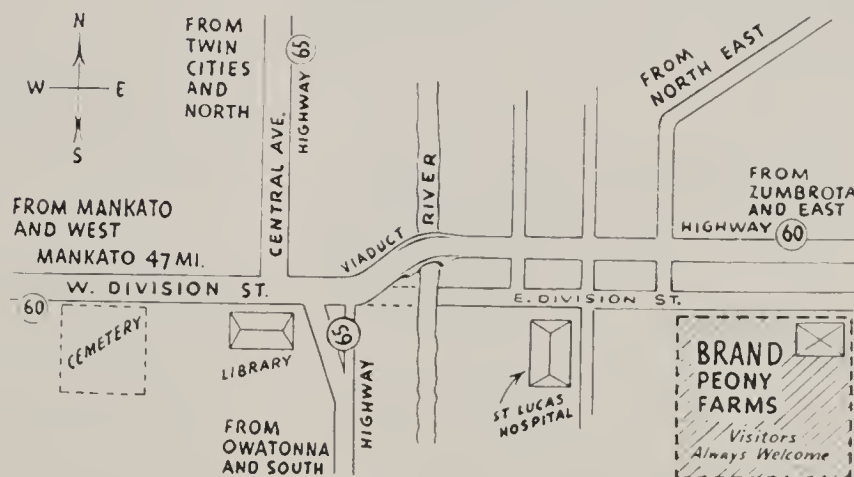 N
W E
S
FROM
TWIN
CITIES
AND
NORTH
CENTRAL AVE.
HIGHWAY 65
FROM
NORTH EAST
FROM
ZUMBROTA
AND EAST
HIGHWAY 60
FROM MANKATO
AND WEST
MANKATO 47 MI.
W. DIVISION ST.
60
VIADUCT
RIVER
E. DIVISION ST.
CEMETERY
LIBRARY
65
HIGHWAY
FROM
OWATONNA
AND SOUTH
ST LUCAS
HOSPITAL
BRAND
PEONY
FARMS
Visitors
Always Welcome